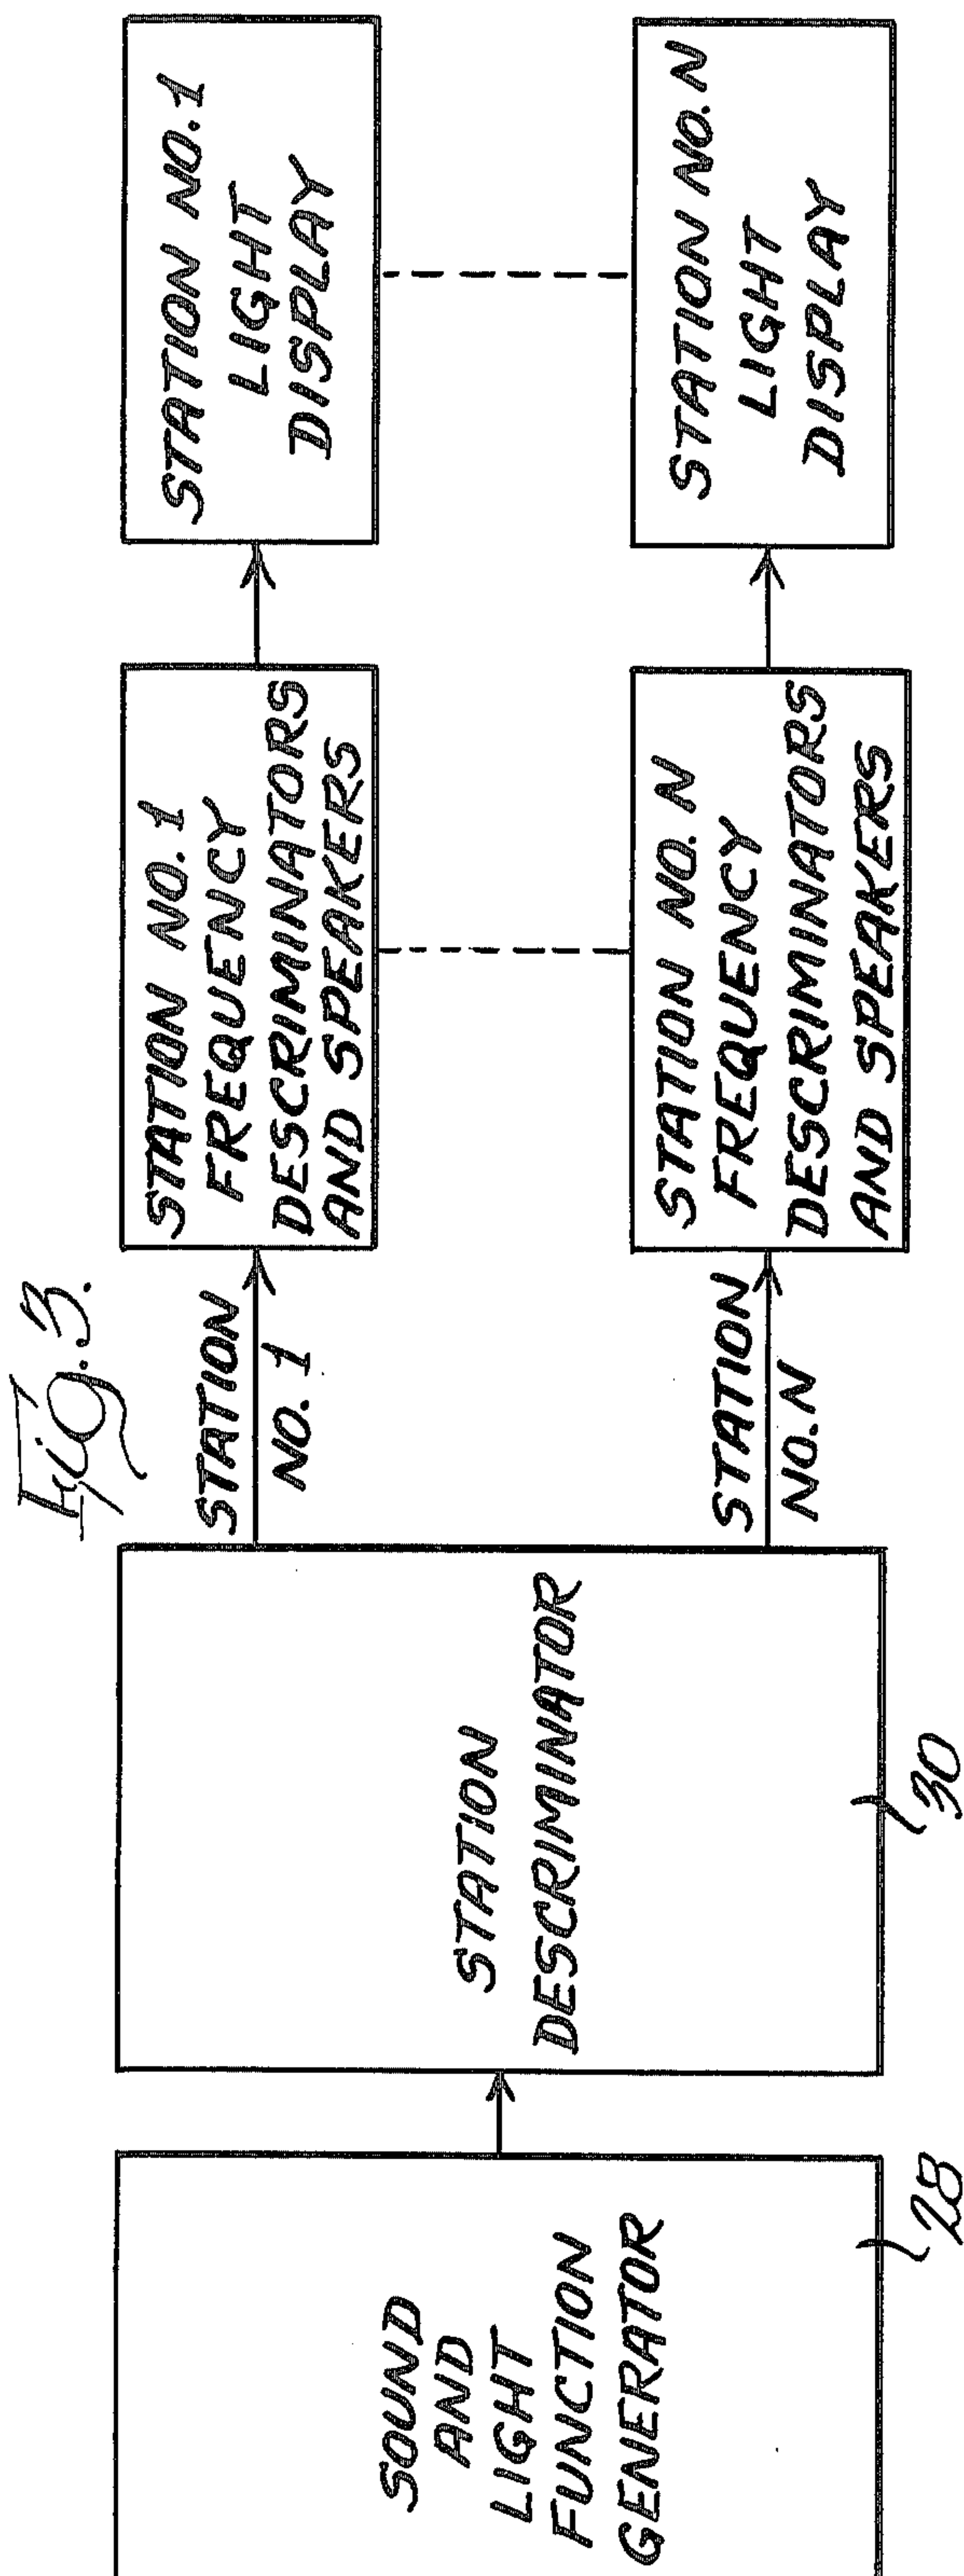 Fig. 3.
SOUND
AND
LIGHT
FUNCTION
GENERATOR
28
STATION
DESCRIMINATOR
30
STATION
NO. 1
STATION NO. 1
FREQUENCY
DESCRIMINATORS
AND SPEAKERS
STATION NO. 1
LIGHT
DISPLAY
STATION
NO. N
STATION NO. N
FREQUENCY
DESCRIMINATORS
AND SPEAKERS
STATION NO. N
LIGHT
DISPLAY